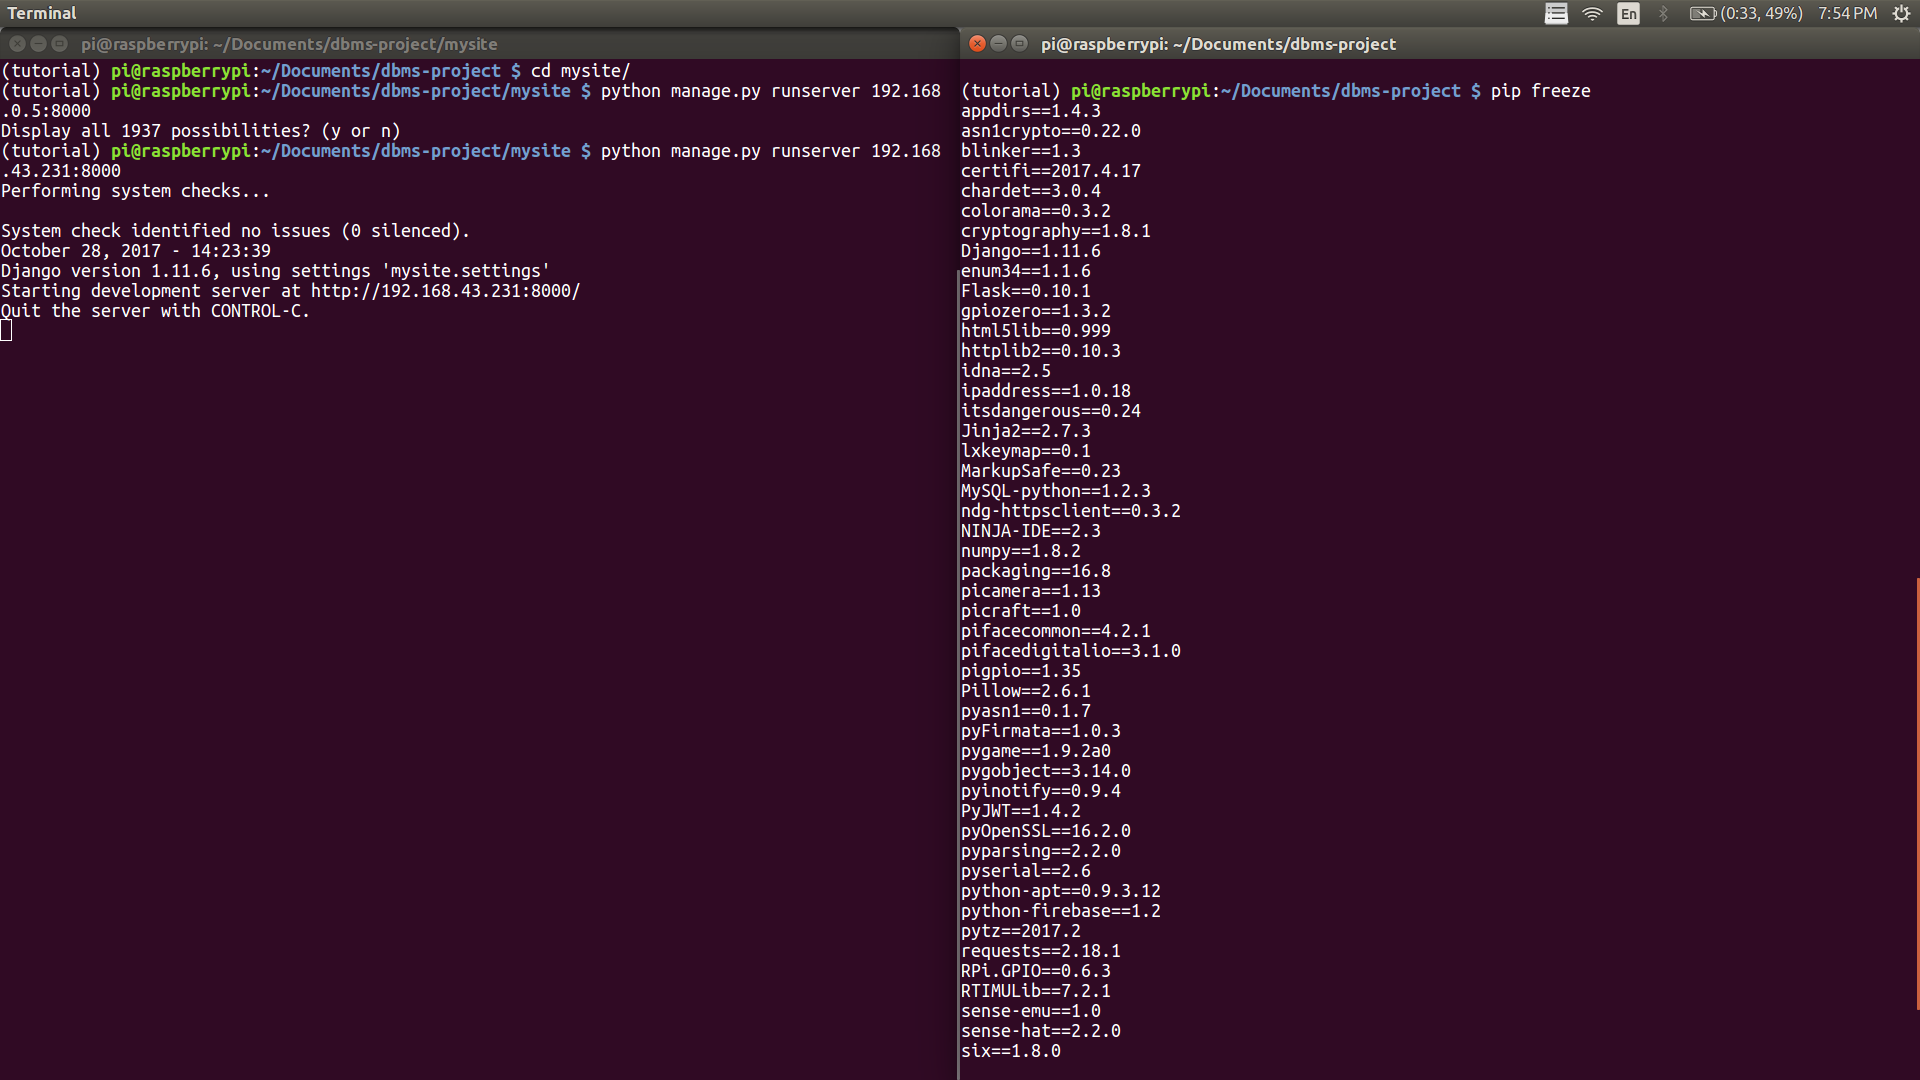 Terminal
En
(0:33, 49%)
7:54 PM
pi@raspberrypi: ~/Documents/dbms-project/mysite
(tutorial) pi@raspberrypi:~/Documents/dbms-project $ cd mysite/
(tutorial) pi@raspberrypi:~/Documents/dbms-project/mysite $ python manage.py runserver 192.168
.0.5:8000
Display all 1937 possibilities? (y or n)
(tutorial) pi@raspberrypi:~/Documents/dbms-project/mysite $ python manage.py runserver 192.168
.43.231:8000
Performing system checks...
System check identified no issues (0 silenced).
October 28, 2017 - 14:23:39
Django version 1.11.6, using settings 'mysite.settings'
Starting development server at http://192.168.43.231:8000/
Quit the server with CONTROL-C.
pi@raspberrypi: ~/Documents/dbms-project
(tutorial) pi@raspberrypi:~/Documents/dbms-project $ pip freeze
appdirs==1.4.3
asn1crypto==0.22.0
blinker==1.3
certifi==2017.4.17
chardet==3.0.4
colorama==0.3.2
cryptography==1.8.1
Django==1.11.6
enum34==1.1.6
Flask==0.10.1
gpiozero==1.3.2
html5lib==0.999
httplib2==0.10.3
idna==2.5
ipaddress==1.0.18
itsdangerous==0.24
Jinja2==2.7.3
lxkeymap==0.1
MarkupSafe==0.23
MySQL-python==1.2.3
ndg-httpsclient==0.3.2
NINJA-IDE==2.3
numpy==1.8.2
packaging==16.8
picamera==1.13
picraft==1.0
pifacecommon==4.2.1
pifacedigitalio==3.1.0
pigpio==1.35
Pillow==2.6.1
pyasn1==0.1.7
pyFirmata==1.0.3
pygame==1.9.2a0
pygobject==3.14.0
pyinotify==0.9.4
PyJWT==1.4.2
pyOpenSSL==16.2.0
pyparsing==2.2.0
pyserial==2.6
python-apt==0.9.3.12
python-firebase==1.2
pytz==2017.2
requests==2.18.1
RPi.GPIO==0.6.3
RTIMULib==7.2.1
sense-emu==1.0
sense-hat==2.2.0
six==1.8.0